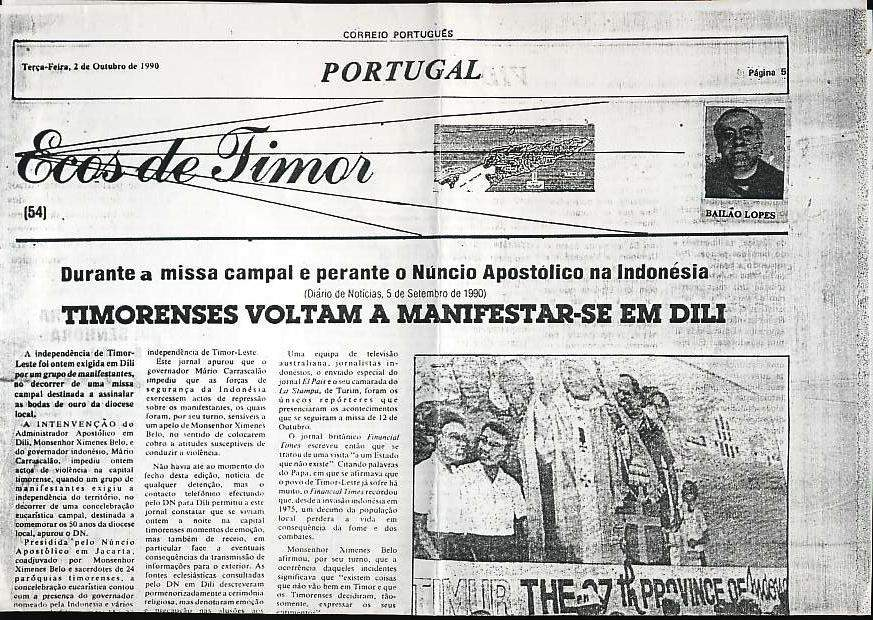 CORREIO PORTUGUÊS
Terça-Feira, 2 de Outubro de 1990
PORTUGAL
Página 5
Ecos de Timor
(54)
BAILÃO LOPES
Durante a missa campal e perante o Núncio Apostólico na Indonésia
(Diário de Notícias, 5 de Setembro de 1990)
TIMORENSES VOLTAM A MANIFESTAR-SE EM DILI
A independência de Timor-
Leste foi ontem exigida em Dili
por um grupo de manifestantes,
no decorrer de uma missa
campal destinada a assinalar
as bodas de ouro da diocese
local.
A INTERVENÇÃO do
Administrador Apostólico em
Dili, Monsenhor Ximenes Belo, e
do governador indonésio, Mário
Carrascalão, impediu ontem
actos de violência na capital
timorense, quando um grupo de
manifestantes exigiu a
independência do território, no
decorrer de uma concelebração
eucarística campal, destinada a
comemorar os 50 anos da diocese
local, apurou o DN.
Presidida pelo Núncio
Apostólico em Jacarta,
coadjuvado por Monsenhor
Ximenes Belo e sacerdotes de 24
paróquias timorenses, a
concelebração eucarística contou
com a presença do governador
nomeado pela Indonésia e vários
independência de Timor-Leste.
Este jornal apurou que o
governador Mário Carrascalão
impediu que as forças de
segurança da Indonésia
exercessem actos de repressão
sobre os manifestantes, os quais
foram, por seu turno, sensíveis a
um apelo de Monsenhor Ximenes
Belo, no sentido de colocarem
cobro a atitudes susceptíveis de
conduzir à violência.
Não havia até ao momento do
fecho desta edição, notícia de
qualquer detenção, mas o
contacto telefónico efectuado
pelo DN para Dili permitiu a este
jornal constatar que se viviam
ontem à noite na capital
timorenses momentos de emoção,
mas também de receio, em
particular face a eventuais
consequências da transmissão de
informações para o exterior. As
fontes eclesiásticas consultadas
pelo DN em Dili descreveram
pormenorizadamente a cerimónia
religiosa, mas denotaram emoção
e precaução nas alusões aos
Uma equipa de televisão
australiana, jornalistas in-
donésios, o enviado especial do
jornal El País e o seu camarada do
La Stampa, de Turim, foram os
únicos repórteres que
presenciaram os acontecimentos
que se seguiram a missa de 12 de
Outubro.
O jornal britânico Financial
Times escreveu então que se
tratou de uma visita "a um Estado
que não existe" Citando palavras
do Papa, em que se afirmava que
o povo de Timor-Leste já sofre há
muito, o Financial Times recordou
que, desde a invasão indonésia em
1975, um décimo da população
local perdera a vida em
consequência da fome e dos
combates.
Monsenhor Ximenes Belo
afirmou, por seu turno, que a
ocorrência daqueles incidentes
significava que "existem coisas
que não vão bem em Timor e que
os Timorenses decidiram, tão-
somente, expressar os seus
TIMUR THE 27 TH PROVINCE OF